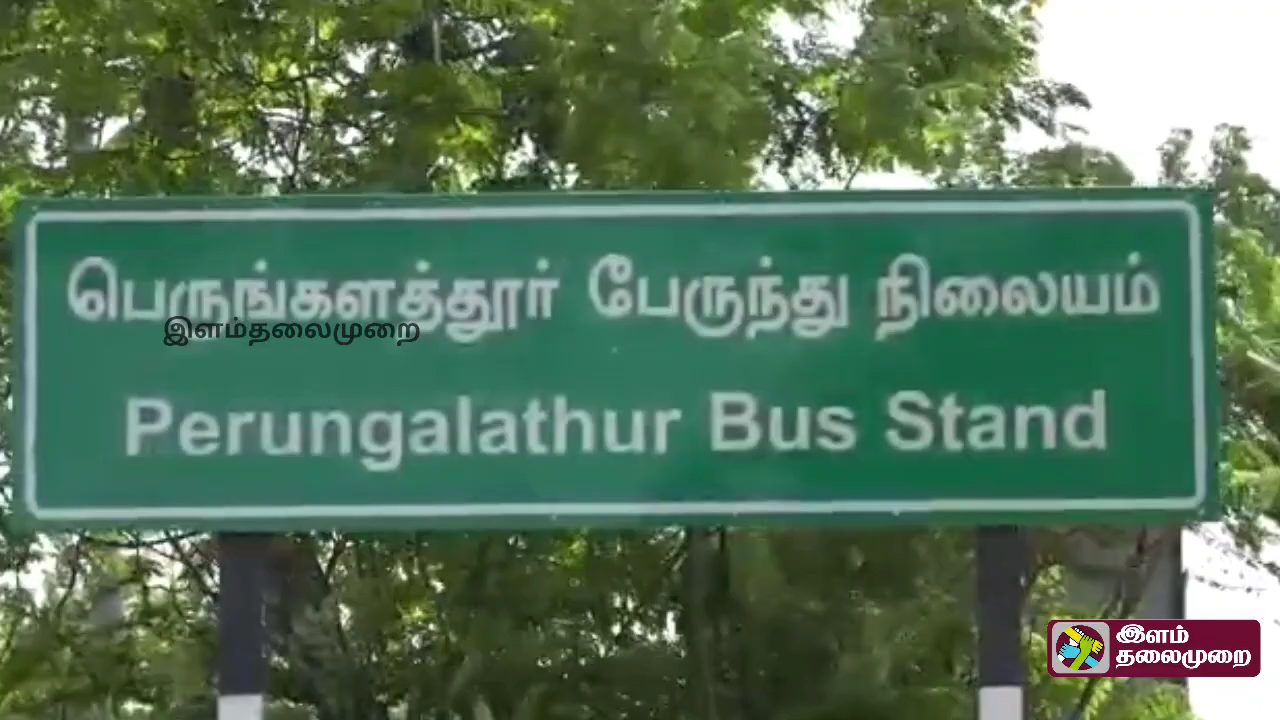 பெருங்களத்தூர் பேருந்து நிலையம்
இளம்தலைமுறை
Perungalathur Bus Stand
இளம்
தலைமுறை